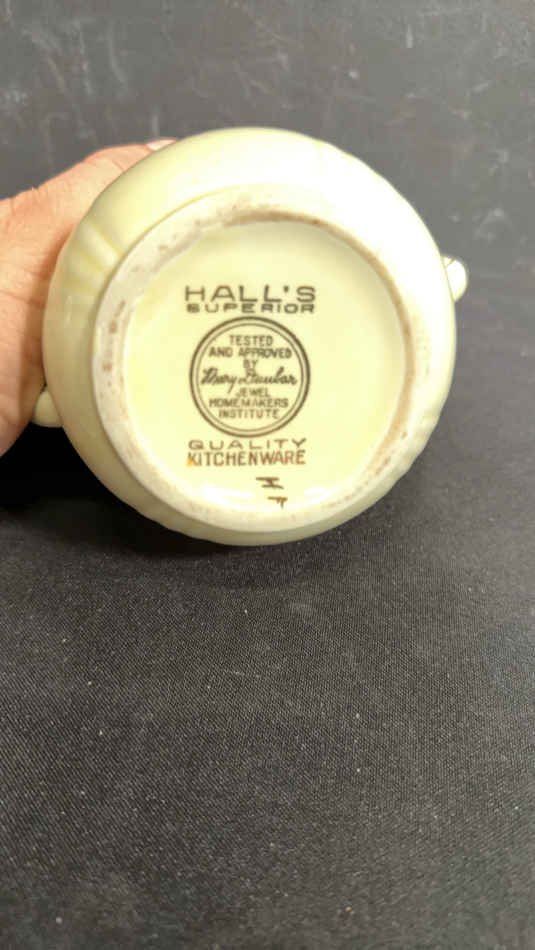 HALL'S
SUPERIOR
TESTED
AND APPROVED
BY
Mary Dunbar
JEWEL
HOMEMAKERS
INSTITUTE
QUALITY
KITCHENWARE